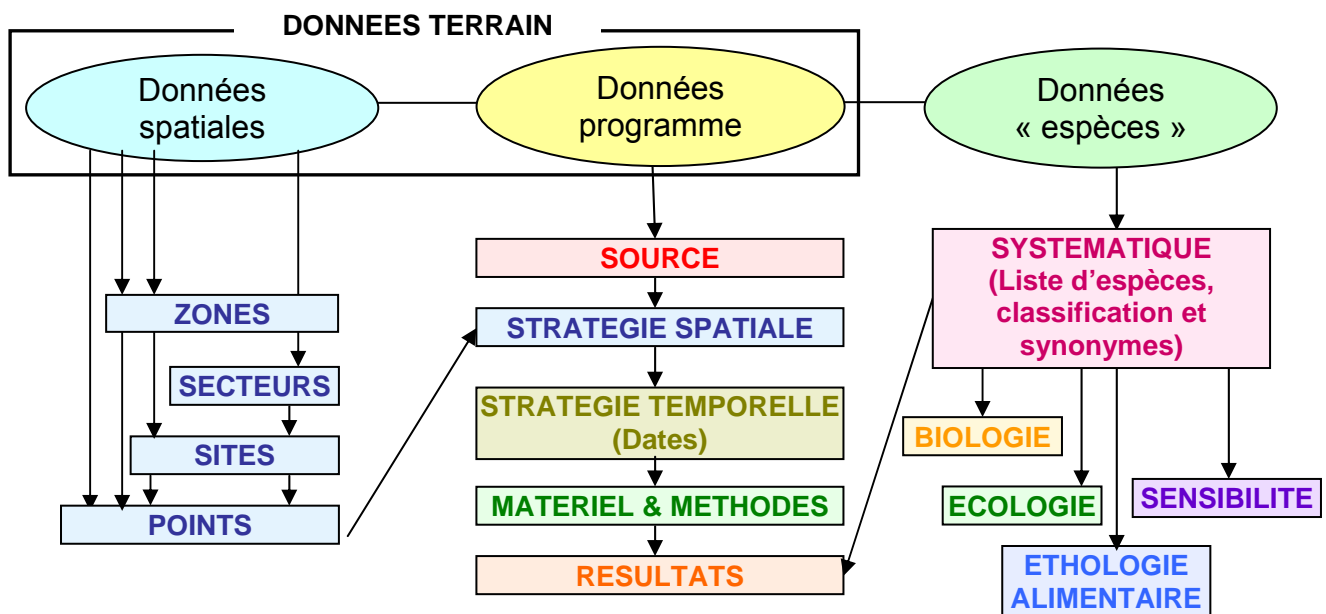 DONNEES TERRAIN
Données
spatiales
Données
programme
Données
« espèces »
ZONES
SECTEURS
SITES
POINTS
SOURCE
STRATEGIE SPATIALE
STRATEGIE TEMPORELLE
(Dates)
MATERIEL & METHODES
RESULTATS
SYSTEMATIQUE
(Liste d’espèces,
classification et
synonymes)
BIOLOGIE
ECOLOGIE
SENSIBILITE
ETHOLOGIE
ALIMENTAIRE